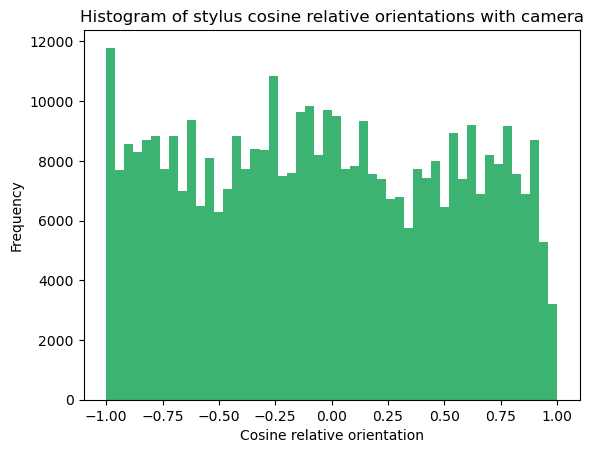 Histogram of stylus cosine relative orientations with camera
12000
10000
8000
6000
4000
2000
0
Frequency
−1.00 −0.75 −0.50 −0.25 0.00 0.25 0.50 0.75 1.00
Cosine relative orientation